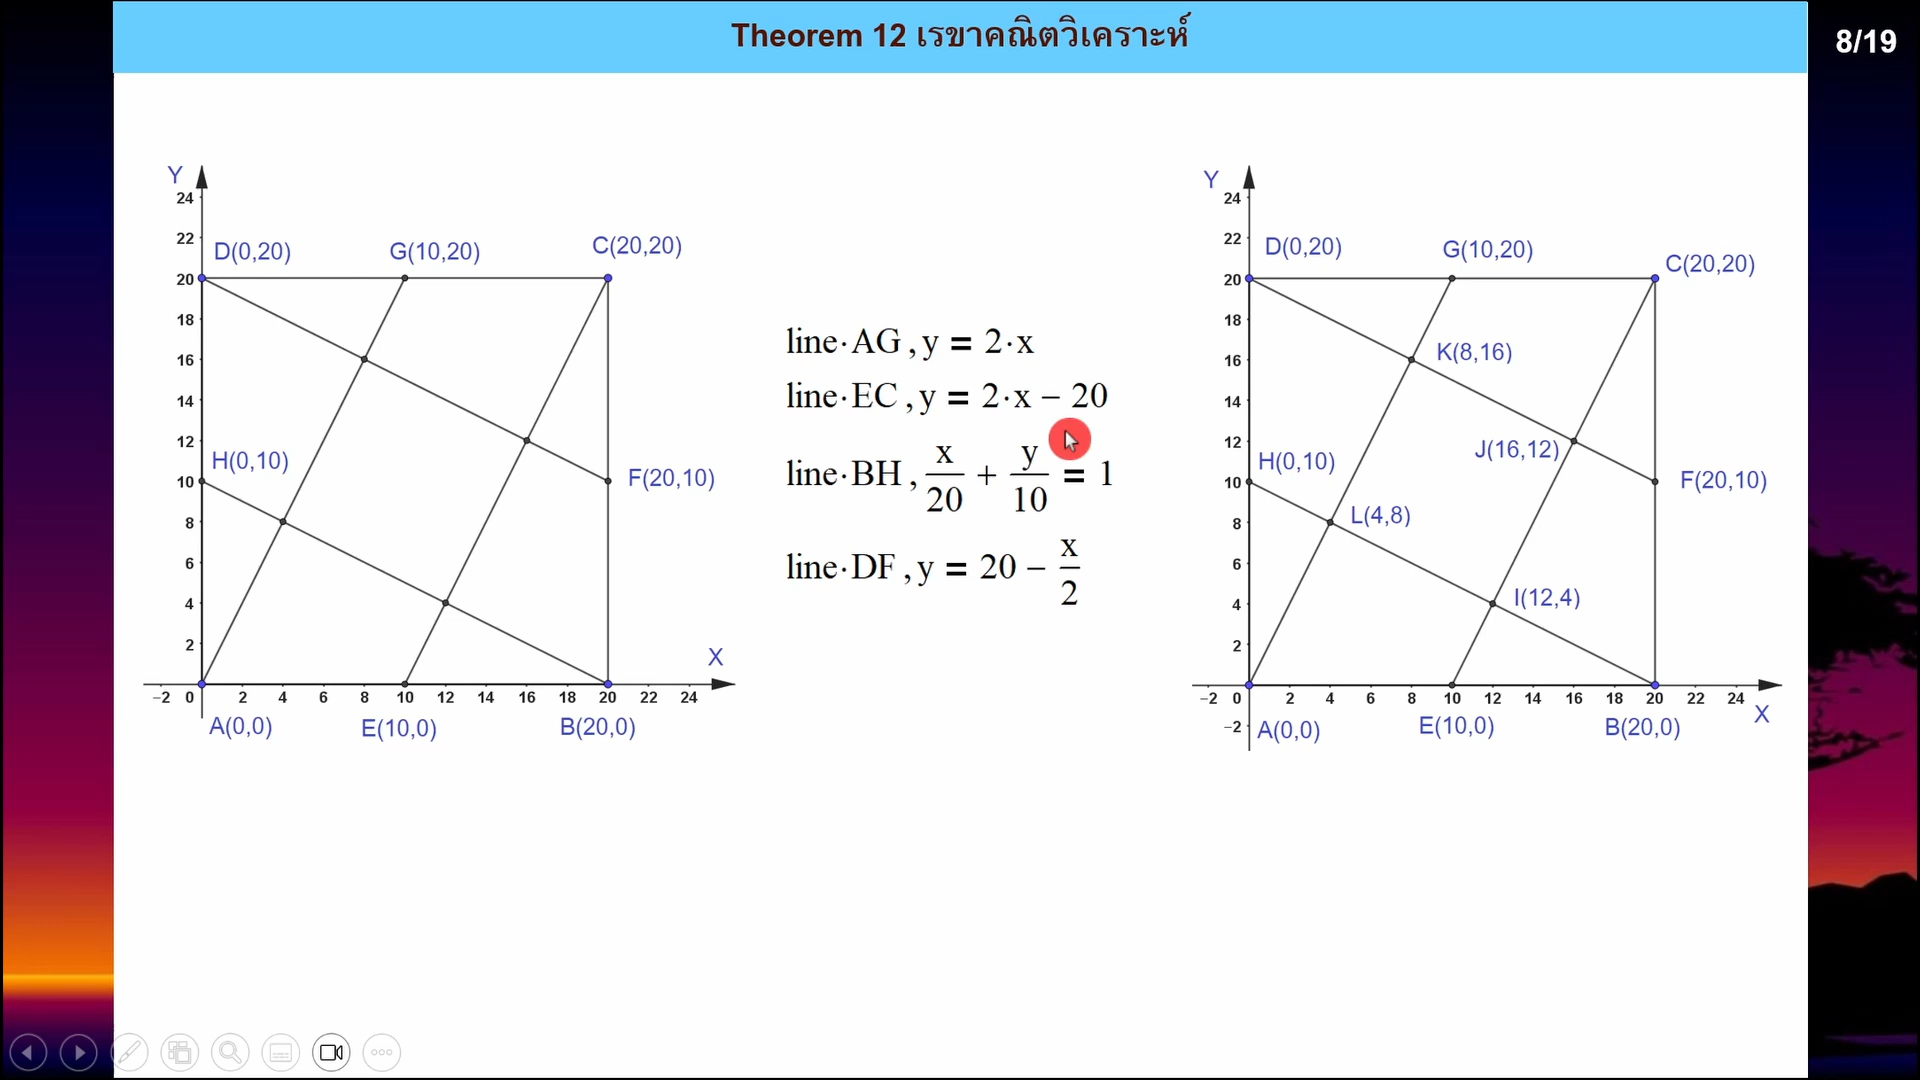 Theorem 12 เรขาคณิตวิเคราะห์
8/19
Y
24
22
20
18
16
14
12
10
8
6
4
2
D(0,20)
G(10,20)
C(20,20)
H(0,10)
F(20,10)
X
−2 0 2 4 6 8 10 12 14 16 18 20 22 24
A(0,0)
E(10,0)
B(20,0)
line·AG , y = 2·x
line·EC , y = 2·x − 20
line·BH , x/20 + y/10 = 1
line·DF , y = 20 − x/2
Y
24
22
20
18
16
14
12
10
8
6
4
2
−2
D(0,20)
G(10,20)
C(20,20)
K(8,16)
J(16,12)
H(0,10)
F(20,10)
L(4,8)
I(12,4)
−2 0 2 4 6 8 10 12 14 16 18 20 22 24
X
A(0,0)
E(10,0)
B(20,0)